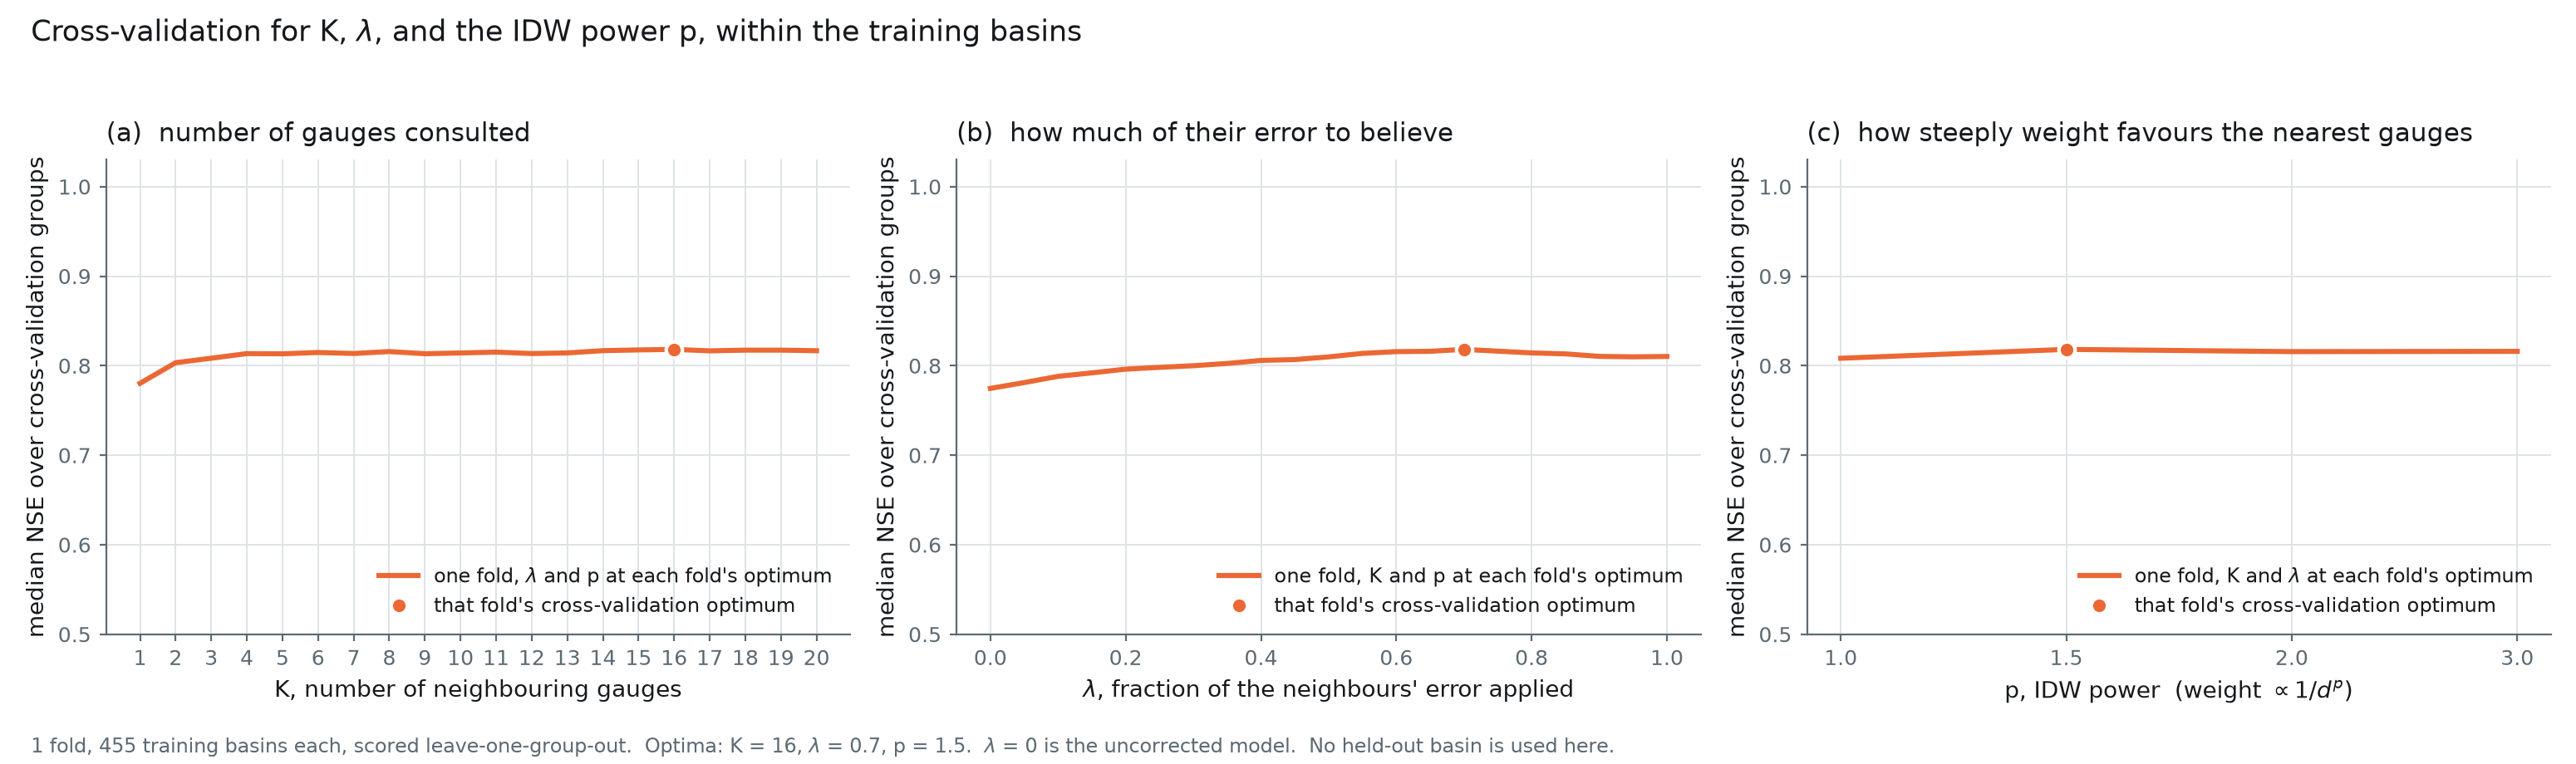 Cross-validation for K, λ, and the IDW power p, within the training basins
(a) number of gauges consulted
median NSE over cross-validation groups
1.0
0.9
0.8
0.7
0.6
0.5
one fold, λ and p at each fold's optimum
that fold's cross-validation optimum
1 2 3 4 5 6 7 8 9 10 11 12 13 14 15 16 17 18 19 20
K, number of neighbouring gauges
(b) how much of their error to believe
median NSE over cross-validation groups
1.0
0.9
0.8
0.7
0.6
0.5
one fold, K and p at each fold's optimum
that fold's cross-validation optimum
0.0 0.2 0.4 0.6 0.8 1.0
λ, fraction of the neighbours' error applied
(c) how steeply weight favours the nearest gauges
median NSE over cross-validation groups
1.0
0.9
0.8
0.7
0.6
0.5
one fold, K and λ at each fold's optimum
that fold's cross-validation optimum
1.0 1.5 2.0 3.0
p, IDW power (weight ∝ 1/d^p)
1 fold, 455 training basins each, scored leave-one-group-out. Optima: K = 16, λ = 0.7, p = 1.5. λ = 0 is the uncorrected model. No held-out basin is used here.